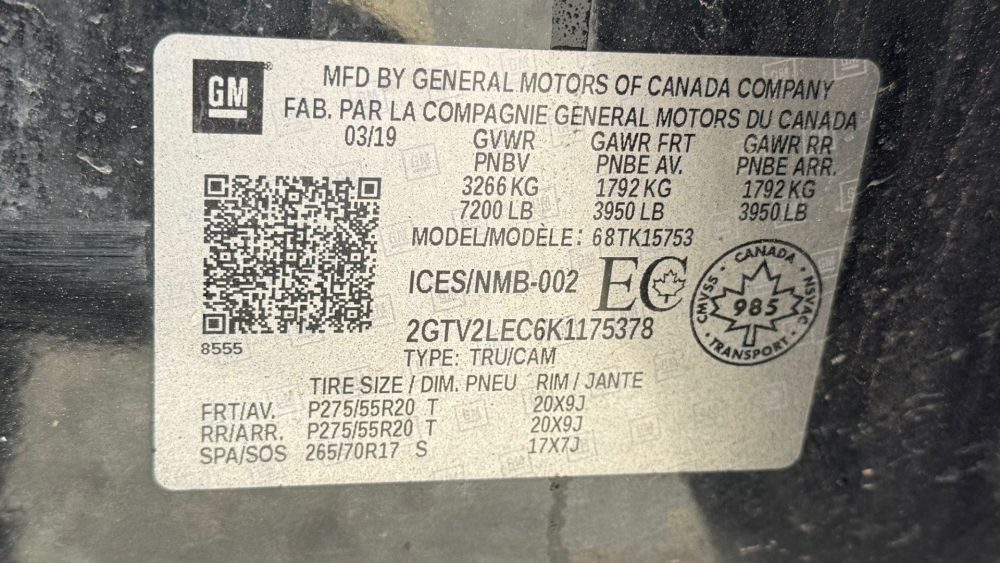 GM
MFD BY GENERAL MOTORS OF CANADA COMPANY
FAB. PAR LA COMPAGNIE GENERAL MOTORS DU CANADA
03/19 GVWR GAWR FRT GAWR RR
PNBV PNBE AV. PNBE ARR.
3266 KG 1792 KG 1792 KG
7200 LB 3950 LB 3950 LB
MODEL/MODÈLE: 68TK15753
ICES/NMB-002 EC
CANADA
CMVSS 985 NSVAC
TRANSPORT
2GTV2LEC6K1175378
8555
TYPE: TRU/CAM
TIRE SIZE / DIM. PNEU RIM / JANTE
FRT/AV. P275/55R20 T 20X9J
RR/ARR. P275/55R20 T 20X9J
SPA/SOS 265/70R17 S 17X7J